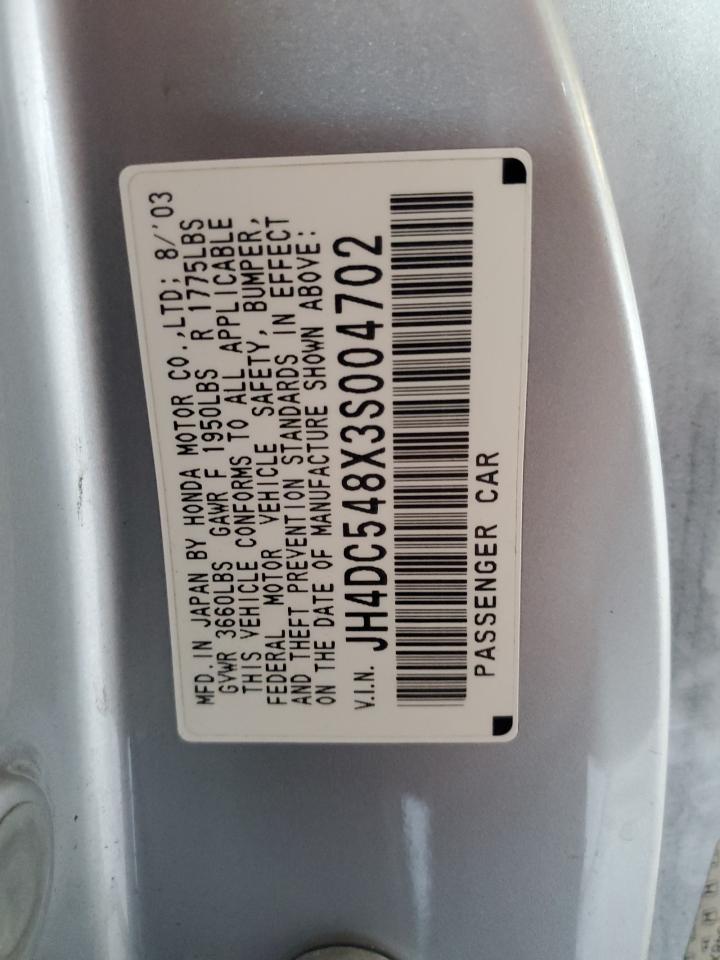 MFD. IN JAPAN BY HONDA MOTOR CO.,LTD; 8/'03
GVWR 3660LBS GAWR F 1950LBS R 1775LBS
THIS VEHICLE CONFORMS TO ALL APPLICABLE
FEDERAL MOTOR VEHICLE SAFETY, BUMPER,
AND THEFT PREVENTION STANDARDS IN EFFECT
ON THE DATE OF MANUFACTURE SHOWN ABOVE:
V.I.N. JH4DC548X3S004702
PASSENGER CAR